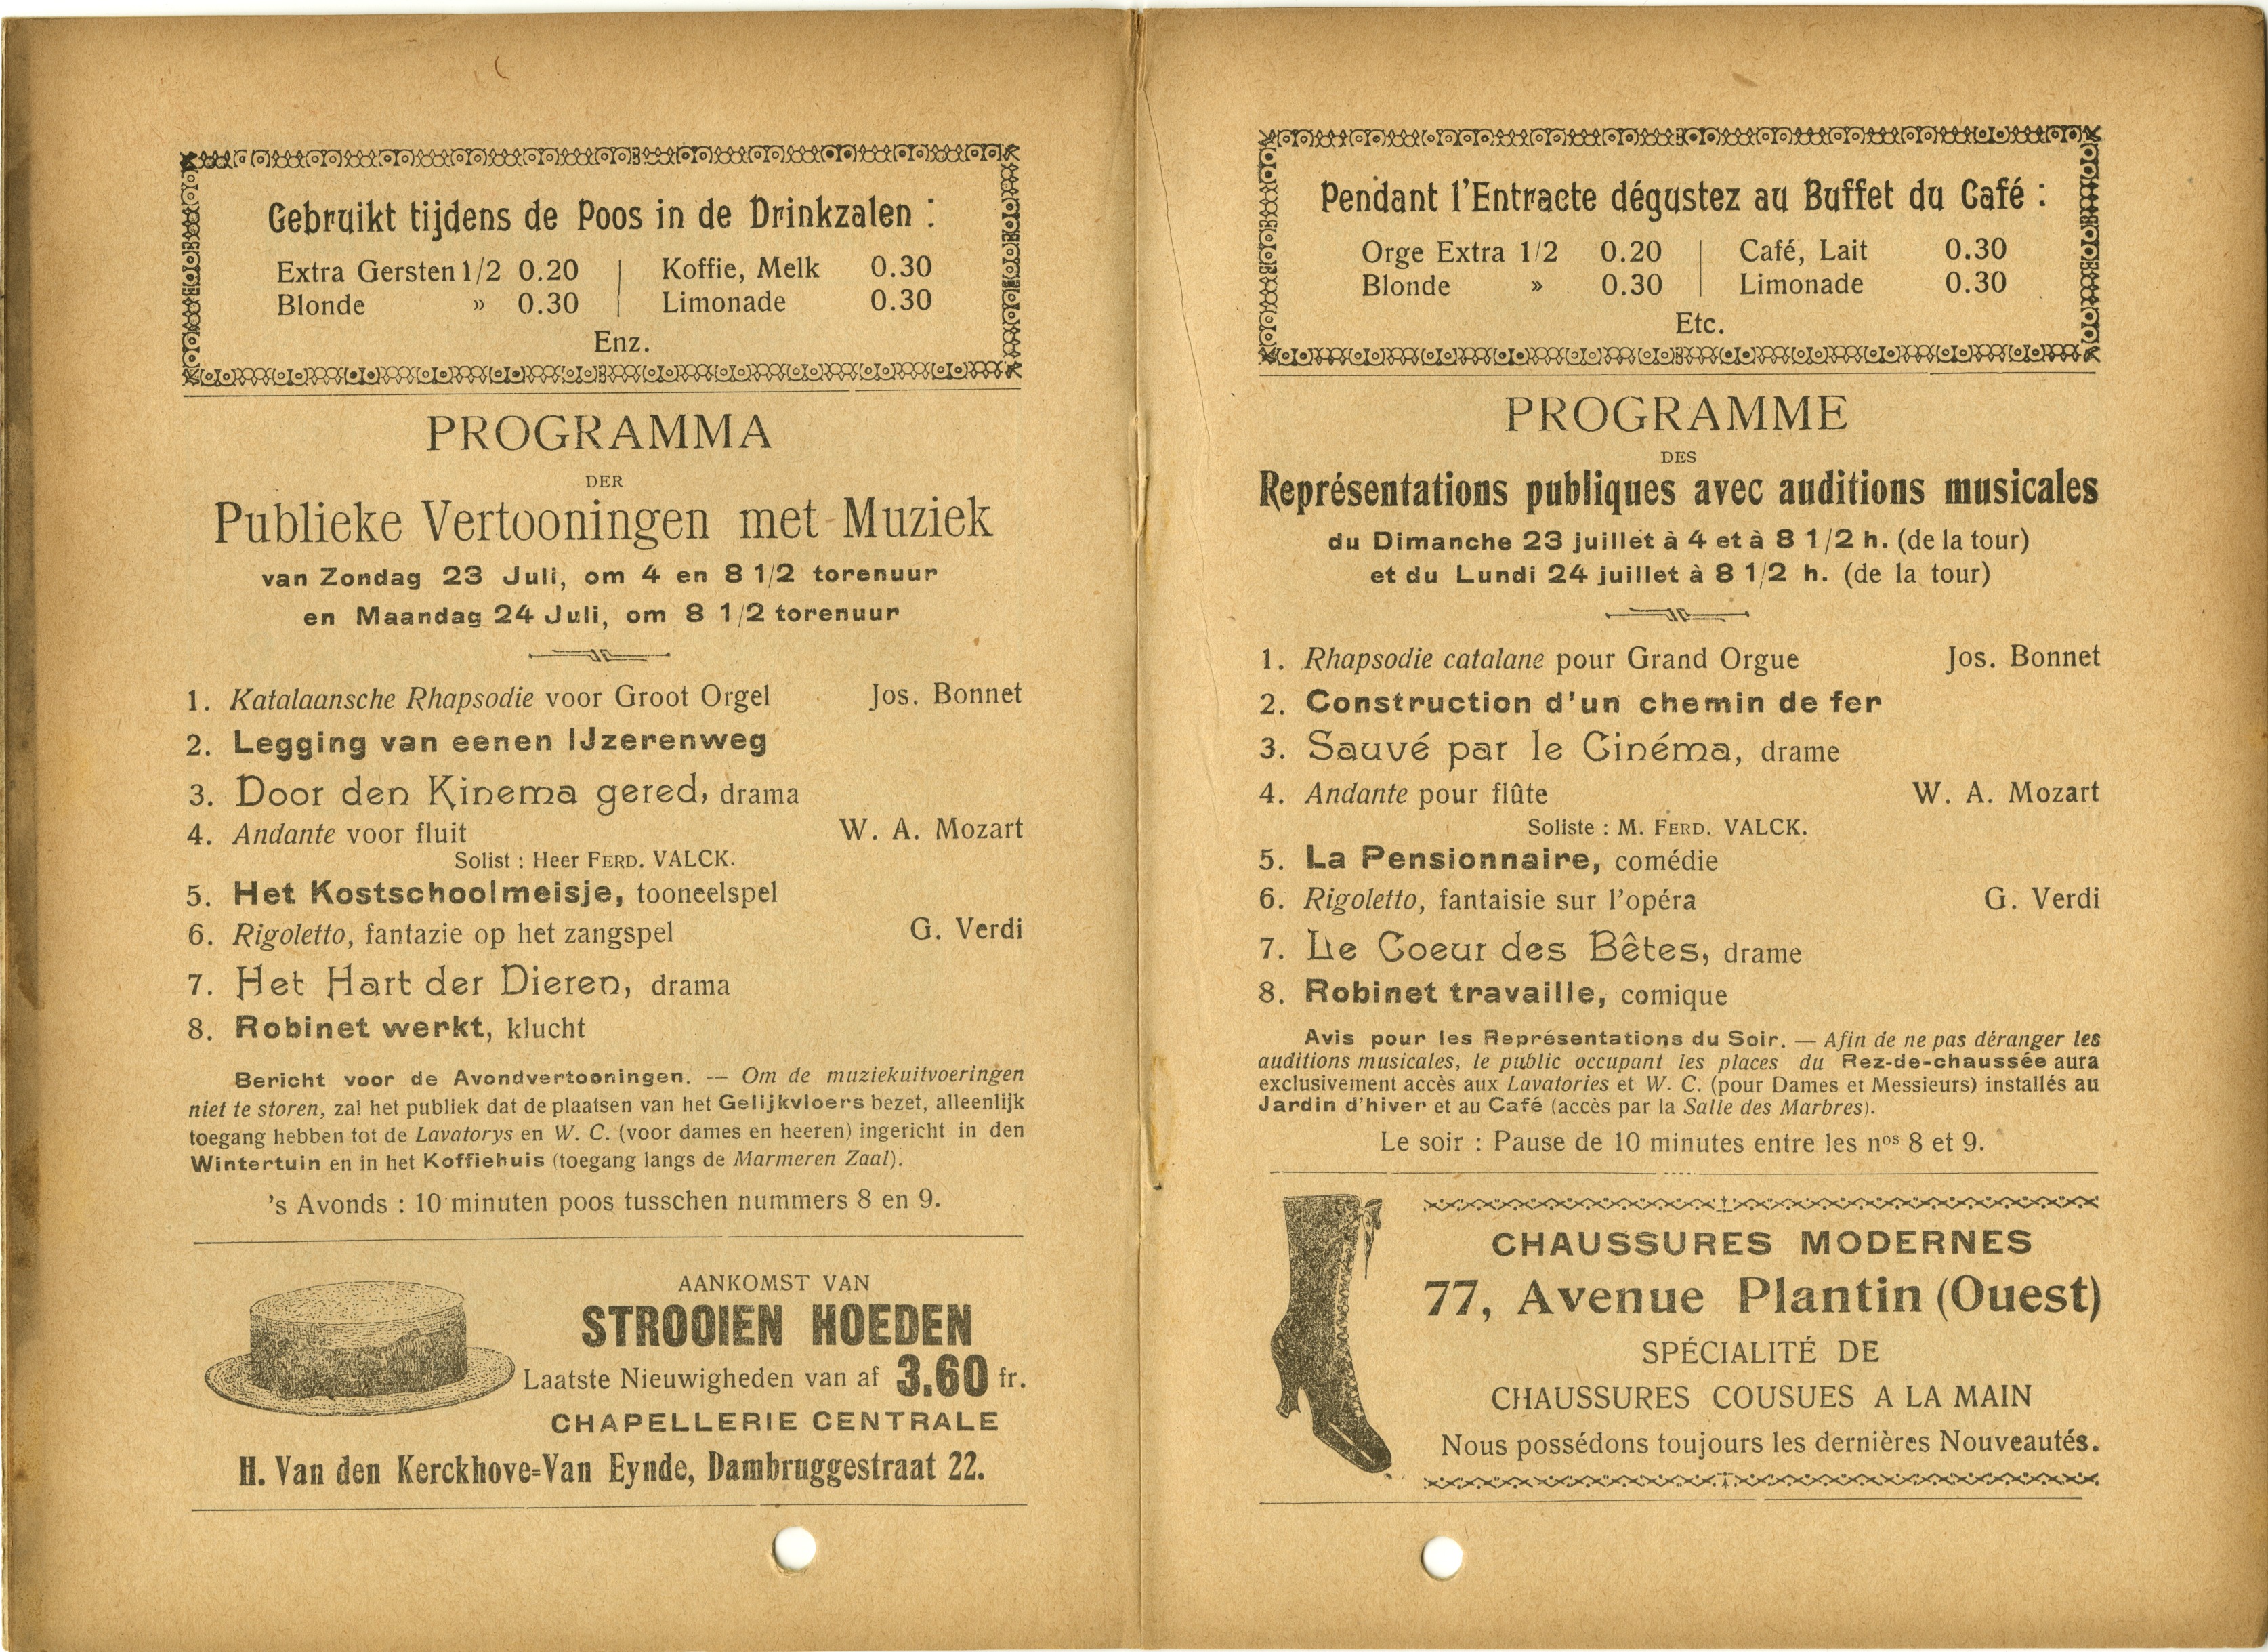 Gebruikt tijdens de Poos in de Drinkzalen :
Extra Gersten 1/2 0.20 | Koffie, Melk 0.30
Blonde » 0.30 | Limonade 0.30
Enz.
PROGRAMMA
DER
Publieke Vertooningen met Muziek
van Zondag 23 Juli, om 4 en 8 1/2 torenuur
en Maandag 24 Juli, om 8 1/2 torenuur
1. Katalaansche Rhapsodie voor Groot Orgel Jos. Bonnet
2. Legging van eenen IJzerenweg
3. Door den Kinema gered, drama
4. Andante voor fluit W. A. Mozart
Solist : Heer FERD. VALCK.
5. Het Kostschoolmeisje, tooneelspel
6. Rigoletto, fantazie op het zangspel G. Verdi
7. Het Hart der Dieren, drama
8. Robinet werkt, klucht
Bericht voor de Avondvertooningen. — Om de muziekuitvoeringen
niet te storen, zal het publiek dat de plaatsen van het Gelijkvloers bezet, alleenlijk
toegang hebben tot de Lavatorys en W. C. (voor dames en heeren) ingericht in den
Wintertuin en in het Koffiehuis (toegang langs de Marmeren Zaal).
's Avonds : 10 minuten poos tusschen nummers 8 en 9.
AANKOMST VAN
STROOIEN HOEDEN
Laatste Nieuwigheden van af 3.60 fr.
CHAPELLERIE CENTRALE
H. Van den Kerckhove=Van Eynde, Dambruggestraat 22.
Pendant l'Entracte dégustez au Buffet du Café :
Orge Extra 1/2 0.20 | Café, Lait 0.30
Blonde » 0.30 | Limonade 0.30
Etc.
PROGRAMME
DES
Représentations publiques avec auditions musicales
du Dimanche 23 juillet à 4 et à 8 1/2 h. (de la tour)
et du Lundi 24 juillet à 8 1/2 h. (de la tour)
1. Rhapsodie catalane pour Grand Orgue Jos. Bonnet
2. Construction d'un chemin de fer
3. Sauvé par le Cinéma, drame
4. Andante pour flûte W. A. Mozart
Soliste : M. FERD. VALCK.
5. La Pensionnaire, comédie
6. Rigoletto, fantaisie sur l'opéra G. Verdi
7. Le Coeur des Bêtes, drame
8. Robinet travaille, comique
Avis pour les Représentations du Soir. — Afin de ne pas déranger les
auditions musicales, le public occupant les places du Rez-de-chaussée aura
exclusivement accès aux Lavatories et W. C. (pour Dames et Messieurs) installés au
Jardin d'hiver et au Café (accès par la Salle des Marbres).
Le soir : Pause de 10 minutes entre les nos 8 et 9.
CHAUSSURES MODERNES
77, Avenue Plantin (Ouest)
SPÉCIALITÉ DE
CHAUSSURES COUSUES A LA MAIN
Nous possédons toujours les dernières Nouveautés.